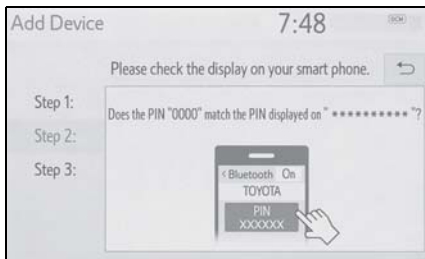 Add Device
7:48
DCM
Please check the display on your smart phone.
Step 1:
Does the PIN "0000" match the PIN displayed on " ********** "?
Step 2:
Step 3:
< Bluetooth On
TOYOTA
PIN
XXXXXX